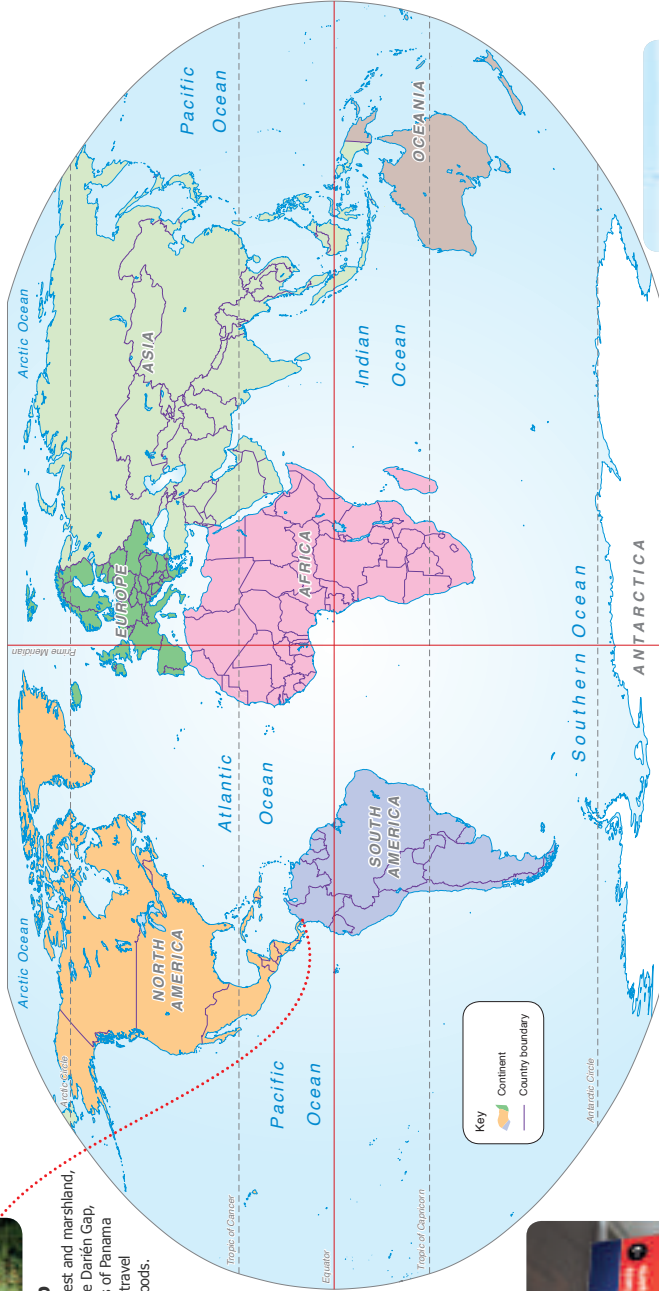 Arctic Ocean
Arctic Ocean
Arctic Circle
Prime Meridian
NORTH
AMERICA
EUROPE
ASIA
Pacific
Ocean
Atlantic
Ocean
Pacific
Ocean
Tropic of Cancer
AFRICA
Indian
Ocean
Equator
SOUTH
AMERICA
OCEANIA
Tropic of Capricorn
Key
Continent
Country boundary
Southern Ocean
Antarctic Circle
ANTARCTICA
est and marshland,
e Darién Gap,
s of Panama
travel
oods.